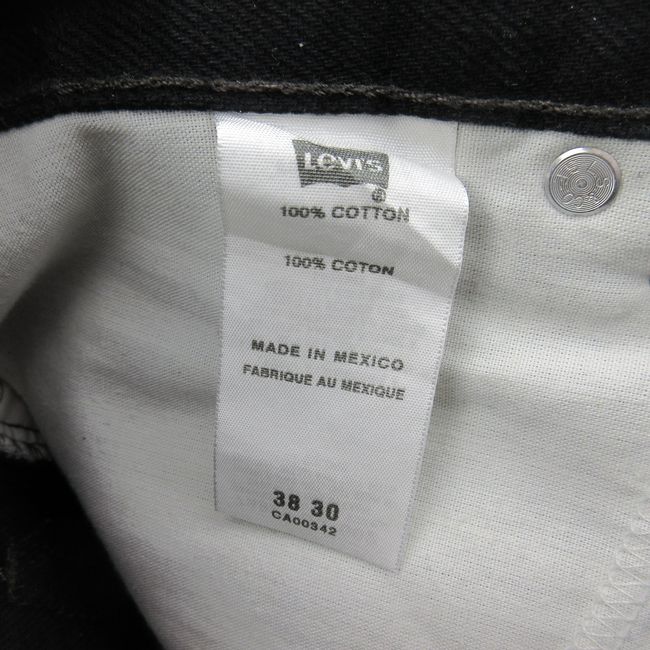 LEVI'S
®
100% COTTON
100% COTON
MADE IN MEXICO
FABRIQUE AU MEXIQUE
38 30
CA00342